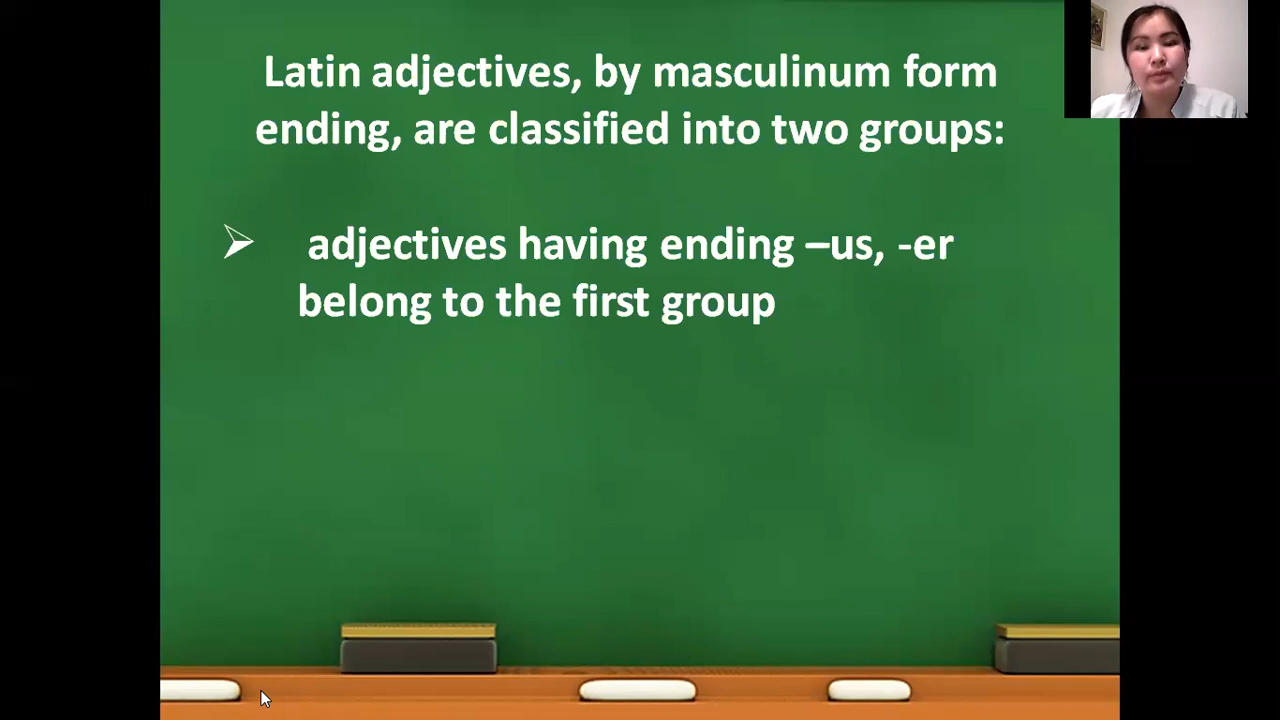 Latin adjectives, by masculinum form
ending, are classified into two groups:
adjectives having ending –us, -er
belong to the first group